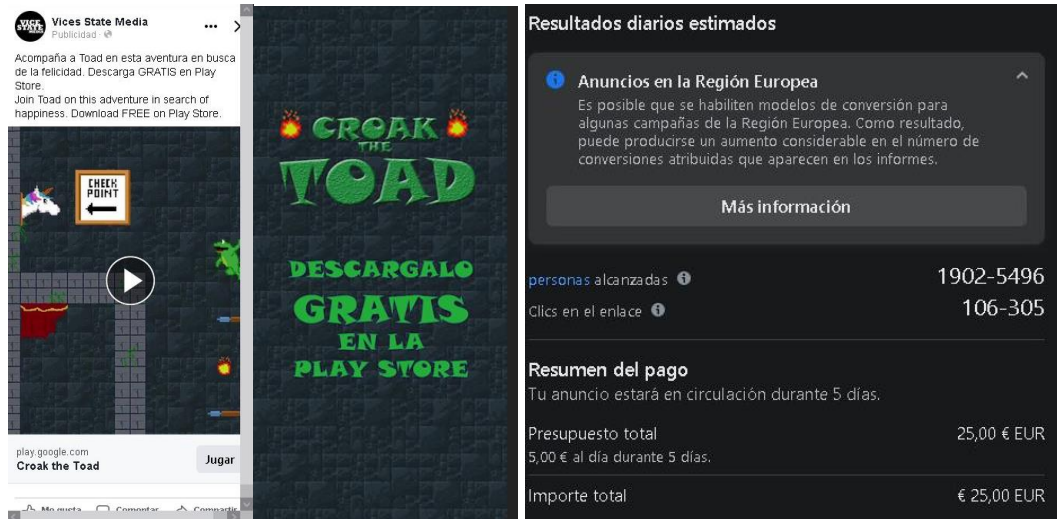 VICE
STATE
MEDIA
Vices State Media
Publicidad ·
Acompaña a Toad en esta aventura en busca
de la felicidad. Descarga GRATIS en Play
Store.
Join Toad on this adventure in search of
happiness. Download FREE on Play Store.
CHECK
POINT
play.google.com
Croak the Toad
Jugar
Me gusta
Comentar
Compartir
CROAK
THE
TOAD
DESCARGALO
GRATIS
EN LA
PLAY STORE
Resultados diarios estimados
Anuncios en la Región Europea
Es posible que se habiliten modelos de conversión para
algunas campañas de la Región Europea. Como resultado,
puede producirse un aumento considerable en el número de
conversiones atribuidas que aparecen en los informes.
Más información
personas alcanzadas 1902-5496
Clics en el enlace 106-305
Resumen del pago
Tu anuncio estará en circulación durante 5 días.
Presupuesto total 25,00 € EUR
5,00 € al día durante 5 días.
Importe total € 25,00 EUR